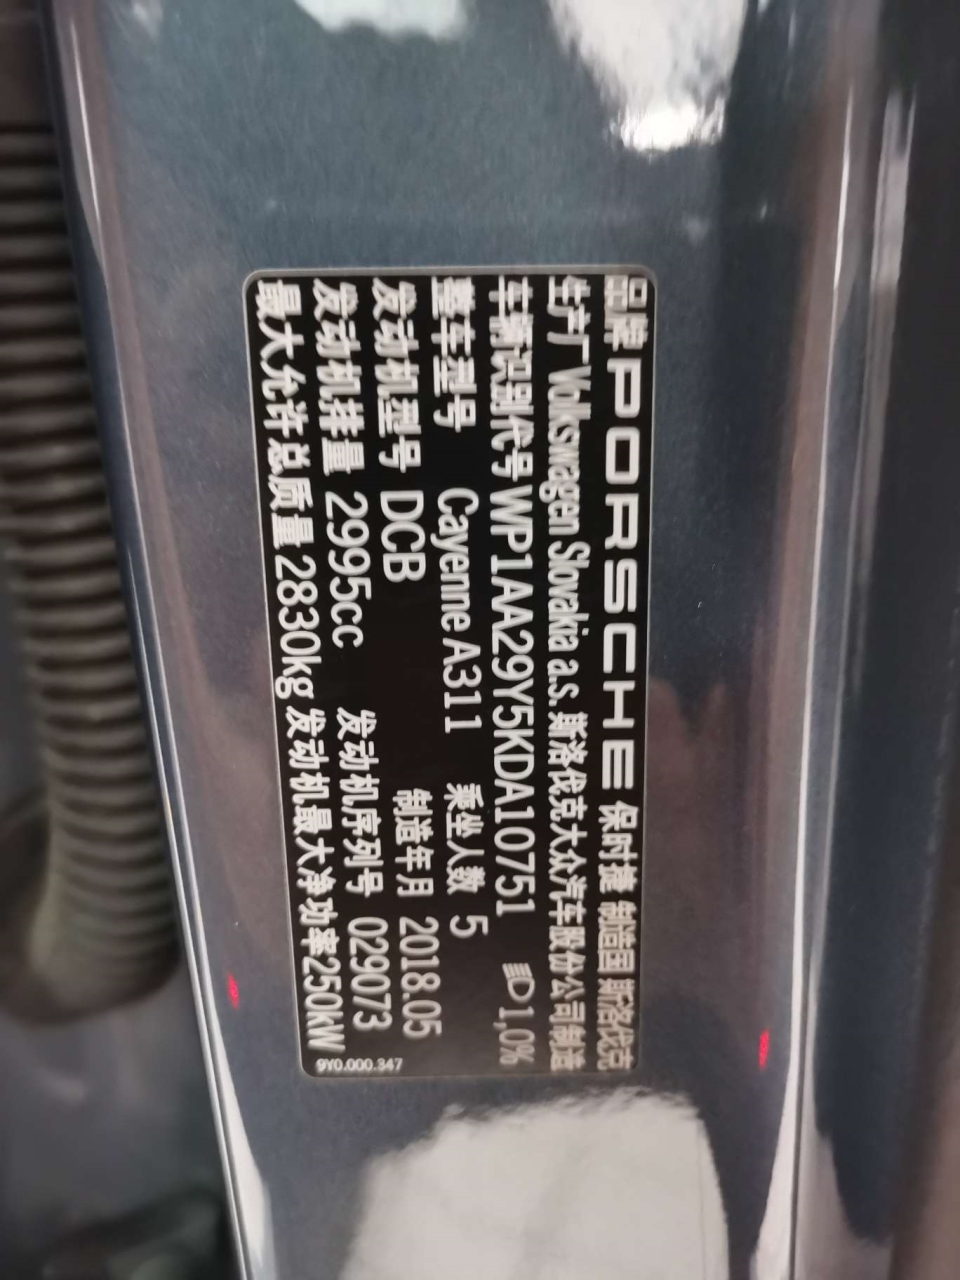 品牌 PORSCHE 保时捷 制造国 斯洛伐克
生产厂 Volkswagen Slovakia a.s. 斯洛伐克大众汽车股份公司制造
车辆识别代号 WP1AA29Y5KDA10751 1,0%
整车型号 Cayenne A311 乘坐人数 5
发动机型号 DCB 制造年月 2018.05
发动机排量 2995cc 发动机序列号 029073
最大允许总质量 2830kg 发动机最大净功率 250kW
9Y0.000.347